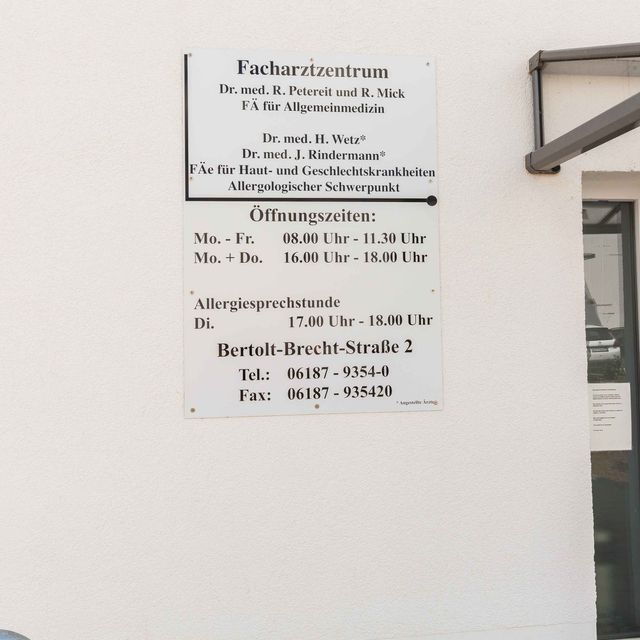 Facharztzentrum
Dr. med. R. Petereit und R. Mick
FÄ für Allgemeinmedizin
Dr. med. H. Wetz*
Dr. med. J. Rindermann*
FÄe für Haut- und Geschlechtskrankheiten
Allergologischer Schwerpunkt
Öffnungszeiten:
Mo. - Fr. 08.00 Uhr - 11.30 Uhr
Mo. + Do. 16.00 Uhr - 18.00 Uhr
Allergiesprechstunde
Di. 17.00 Uhr - 18.00 Uhr
Bertolt-Brecht-Straße 2
Tel.: 06187 - 9354-0
Fax: 06187 - 935420
* Angestellte Ärzte